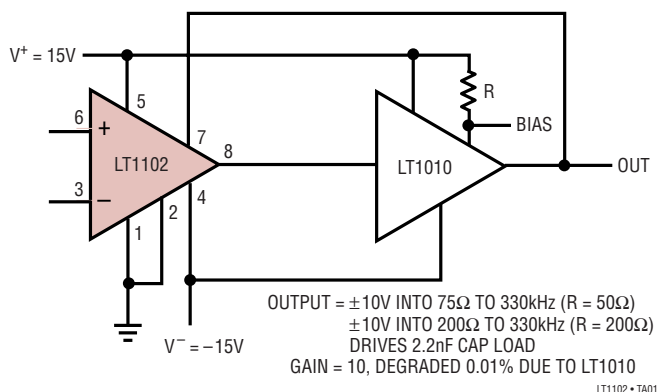 V+ = 15V
5
R
6
+
7
BIAS
LT1102
8
LT1010
OUT
3
–
4
2
1
OUTPUT = ±10V INTO 75Ω TO 330kHz (R = 50Ω)
±10V INTO 200Ω TO 330kHz (R = 200Ω)
DRIVES 2.2nF CAP LOAD
V– = –15V
GAIN = 10, DEGRADED 0.01% DUE TO LT1010
LT1102 • TA01